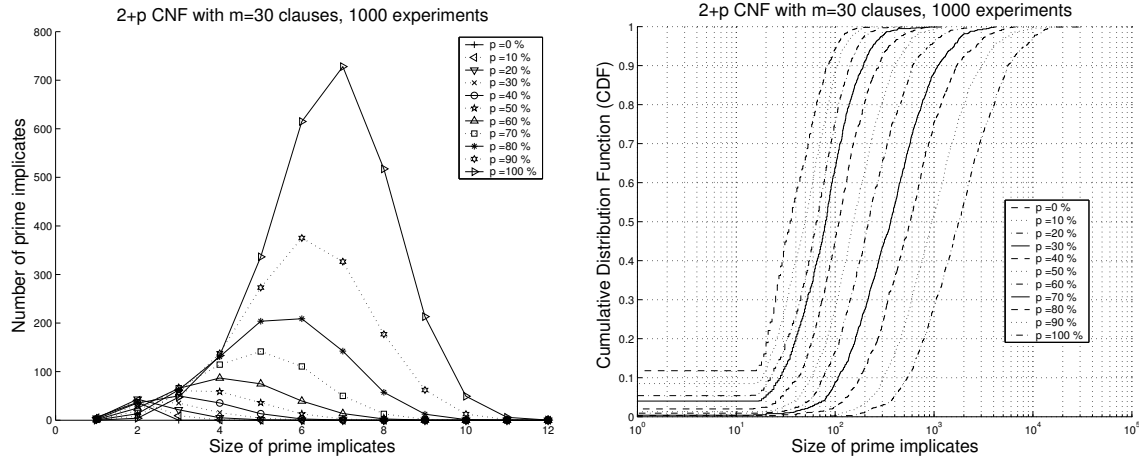 2+p CNF with m=30 clauses, 1000 experiments
Number of prime implicates
800
700
600
500
400
300
200
100
0
0
2
4
6
8
10
12
Size of prime implicates
p =0 %
p =10 %
p =20 %
p =30 %
p =40 %
p =50 %
p =60 %
p =70 %
p =80 %
p =90 %
p =100 %
2+p CNF with m=30 clauses, 1000 experiments
Cumulative Distribution Function (CDF)
1
0.9
0.8
0.7
0.6
0.5
0.4
0.3
0.2
0.1
0
10^0
10^1
10^2
10^3
10^4
10^5
Size of prime implicates
p =0 %
p =10 %
p =20 %
p =30 %
p =40 %
p =50 %
p =60 %
p =70 %
p =80 %
p =90 %
p =100 %